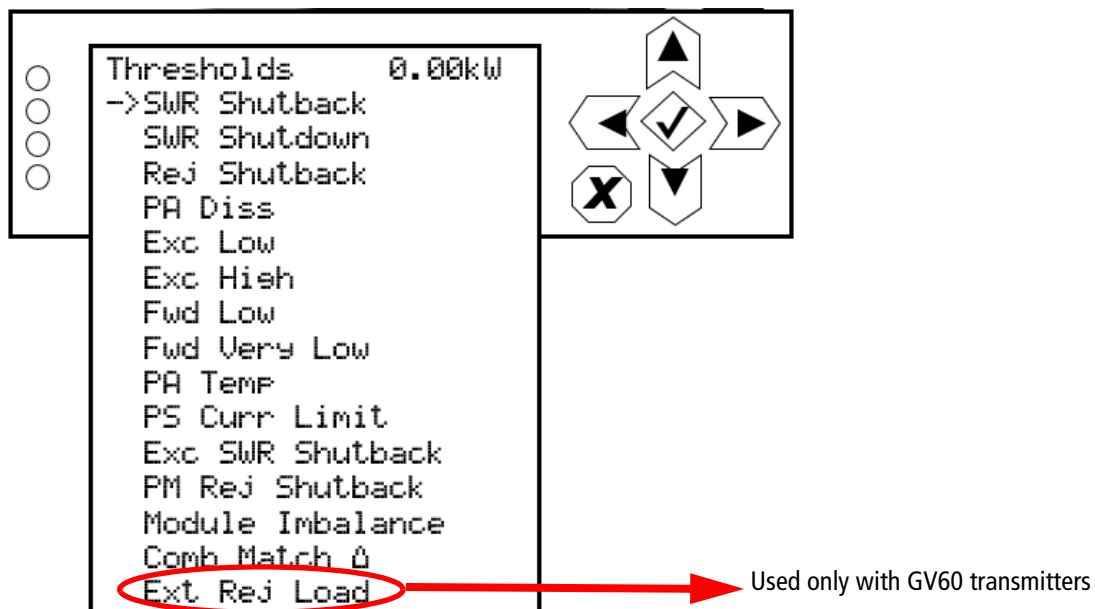 Thresholds 0.00kW
->SWR Shutback
SWR Shutdown
Rej Shutback
PA Diss
Exc Low
Exc High
Fwd Low
Fwd Very Low
PA Temp
PS Curr Limit
Exc SWR Shutback
PM Rej Shutback
Module Imbalance
Comb Match Δ
Ext Rej Load
Used only with GV60 transmitters
X